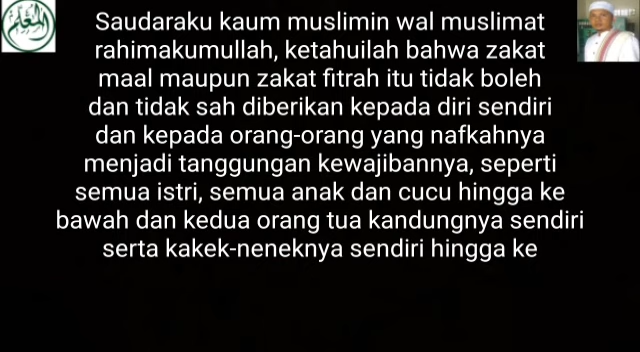 Saudaraku kaum muslimin wal muslimat
rahimakumullah, ketahuilah bahwa zakat
maal maupun zakat fitrah itu tidak boleh
dan tidak sah diberikan kepada diri sendiri
dan kepada orang-orang yang nafkahnya
menjadi tanggungan kewajibannya, seperti
semua istri, semua anak dan cucu hingga ke
bawah dan kedua orang tua kandungnya sendiri
serta kakek-neneknya sendiri hingga ke